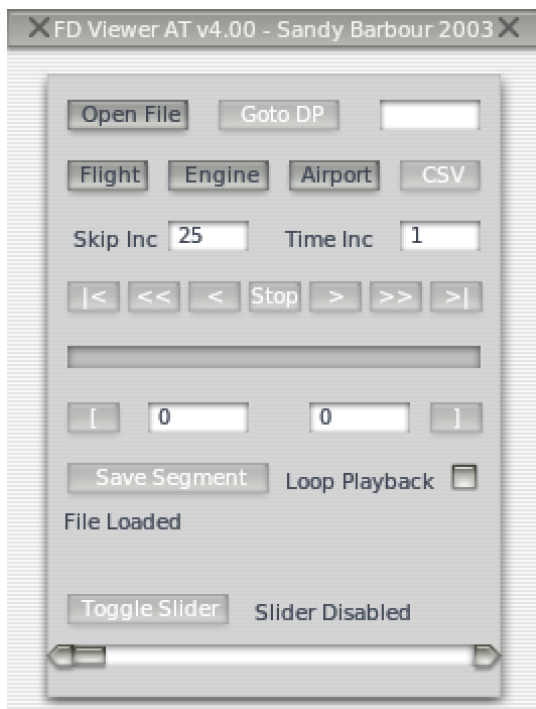 FD Viewer AT v4.00 - Sandy Barbour 2003
Open File Goto DP
Flight Engine Airport CSV
Skip Inc 25 Time Inc 1
|< << < Stop > >> >|
[ 0 0 ]
Save Segment Loop Playback
File Loaded
Toggle Slider Slider Disabled